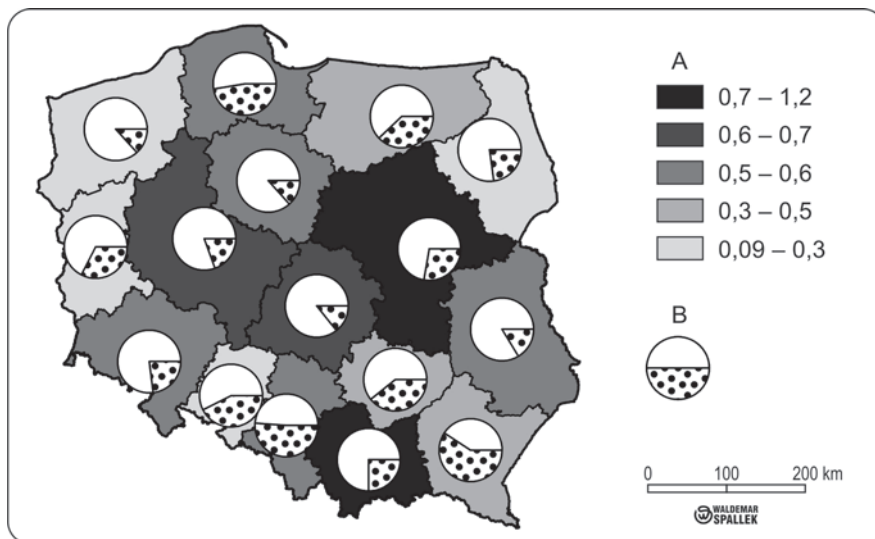 A
0,7 – 1,2
0,6 – 0,7
0,5 – 0,6
0,3 – 0,5
0,09 – 0,3
B
0 100 200 km
WALDEMAR
SPALLEK